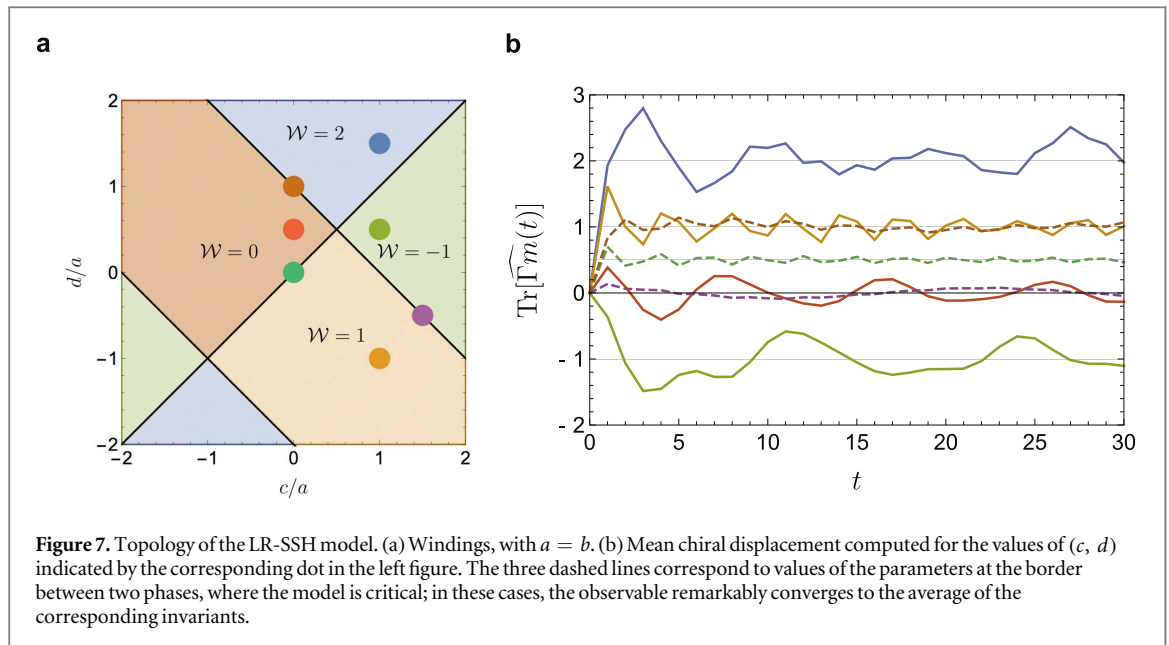 a
b
2
1
0
−1
−2
−2
−1
0
1
2
d/a
c/a
𝒲 = 2
𝒲 = 0
𝒲 = −1
𝒲 = 1
3
2
1
0
- 1
- 2
0
5
10
15
20
25
30
Tr[Γ̂m(t)]
t
Figure 7. Topology of the LR-SSH model. (a) Windings, with a = b. (b) Mean chiral displacement computed for the values of (c, d)
indicated by the corresponding dot in the left figure. The three dashed lines correspond to values of the parameters at the border
between two phases, where the model is critical; in these cases, the observable remarkably converges to the average of the
corresponding invariants.